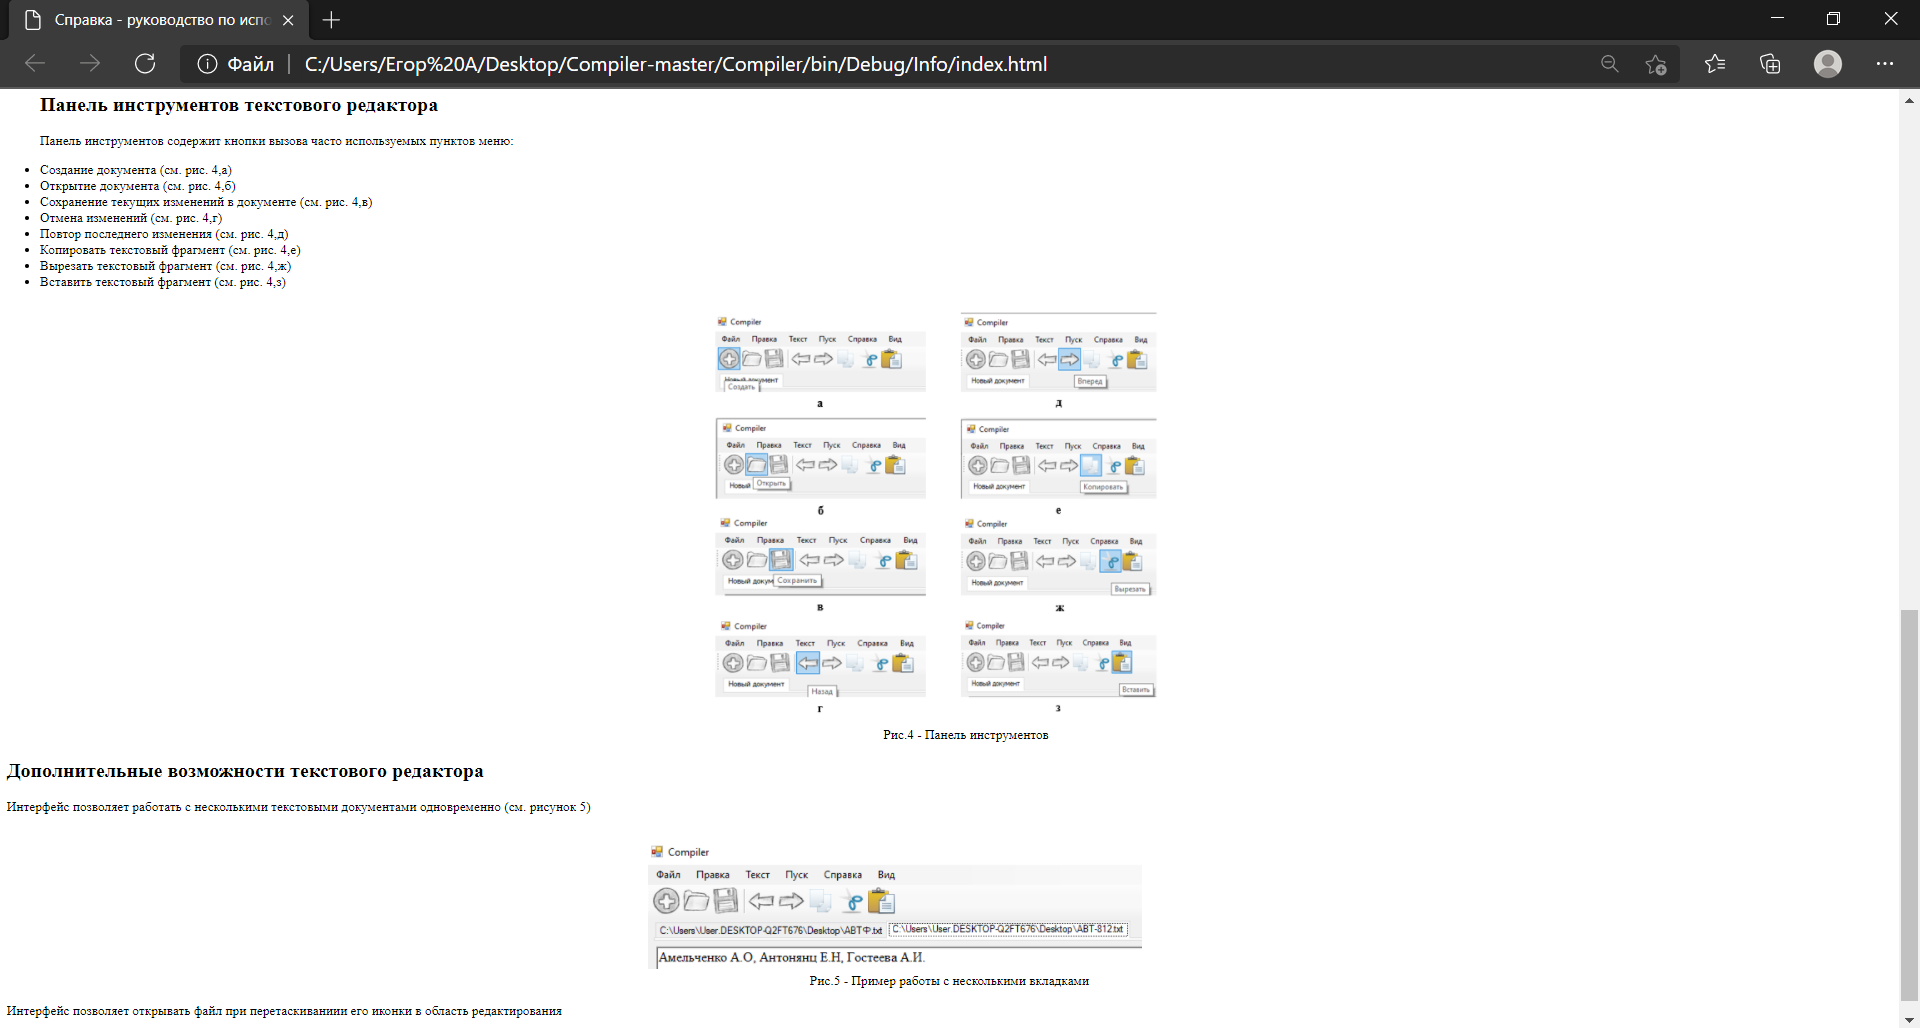 Справка - руководство по испо
Файл
C:/Users/Егор%20А/Desktop/Compiler-master/Compiler/bin/Debug/Info/index.html
Панель инструментов текстового редактора
Панель инструментов содержит кнопки вызова часто используемых пунктов меню:
Создание документа (см. рис. 4,а)
Открытие документа (см. рис. 4,б)
Сохранение текущих изменений в документе (см. рис. 4,в)
Отмена изменений (см. рис. 4,г)
Повтор последнего изменения (см. рис. 4,д)
Копировать текстовый фрагмент (см. рис. 4,е)
Вырезать текстовый фрагмент (см. рис. 4,ж)
Вставить текстовый фрагмент (см. рис. 4,з)
Compiler
Файл Правка Текст Пуск Справка Вид
Новый документ
Создать
а
Compiler
Файл Правка Текст Пуск Справка Вид
Новый документ Вперед
д
Compiler
Файл Правка Текст Пуск Справка Вид
Новый Открыть
б
Compiler
Файл Правка Текст Пуск Справка Вид
Новый документ Копировать
е
Compiler
Файл Правка Текст Пуск Справка Вид
Новый докум Сохранить
в
Compiler
Файл Правка Текст Пуск Справка Вид
Новый документ Вырезать
ж
Compiler
Файл Правка Текст Пуск Справка Вид
Новый документ Назад
г
Compiler
Файл Правка Текст Пуск Справка Вид
Новый документ Вставить
з
Рис.4 - Панель инструментов
Дополнительные возможности текстового редактора
Интерфейс позволяет работать с несколькими текстовыми документами одновременно (см. рисунок 5)
Compiler
Файл Правка Текст Пуск Справка Вид
C:\Users\User.DESKTOP-Q2FT676\Desktop\АВТФ.txt C:\Users\User.DESKTOP-Q2FT676\Desktop\АВТ-812.txt
Амельченко А.О, Антонянц Е.Н, Гостеева А.И.
Рис.5 - Пример работы с несколькими вкладками
Интерфейс позволяет открывать файл при перетаскиваниии его иконки в область редактирования